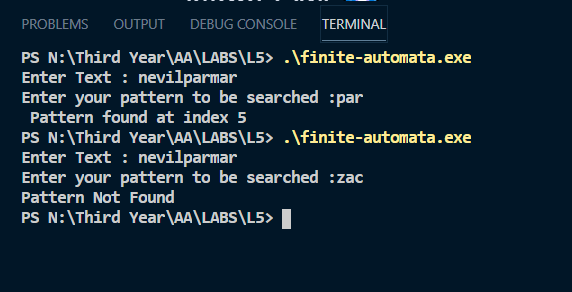 PROBLEMS OUTPUT DEBUG CONSOLE TERMINAL
PS N:\Third Year\AA\LABS\L5> .\finite-automata.exe
Enter Text : nevilparmar
Enter your pattern to be searched :par
 Pattern found at index 5
PS N:\Third Year\AA\LABS\L5> .\finite-automata.exe
Enter Text : nevilparmar
Enter your pattern to be searched :zac
Pattern Not Found
PS N:\Third Year\AA\LABS\L5>